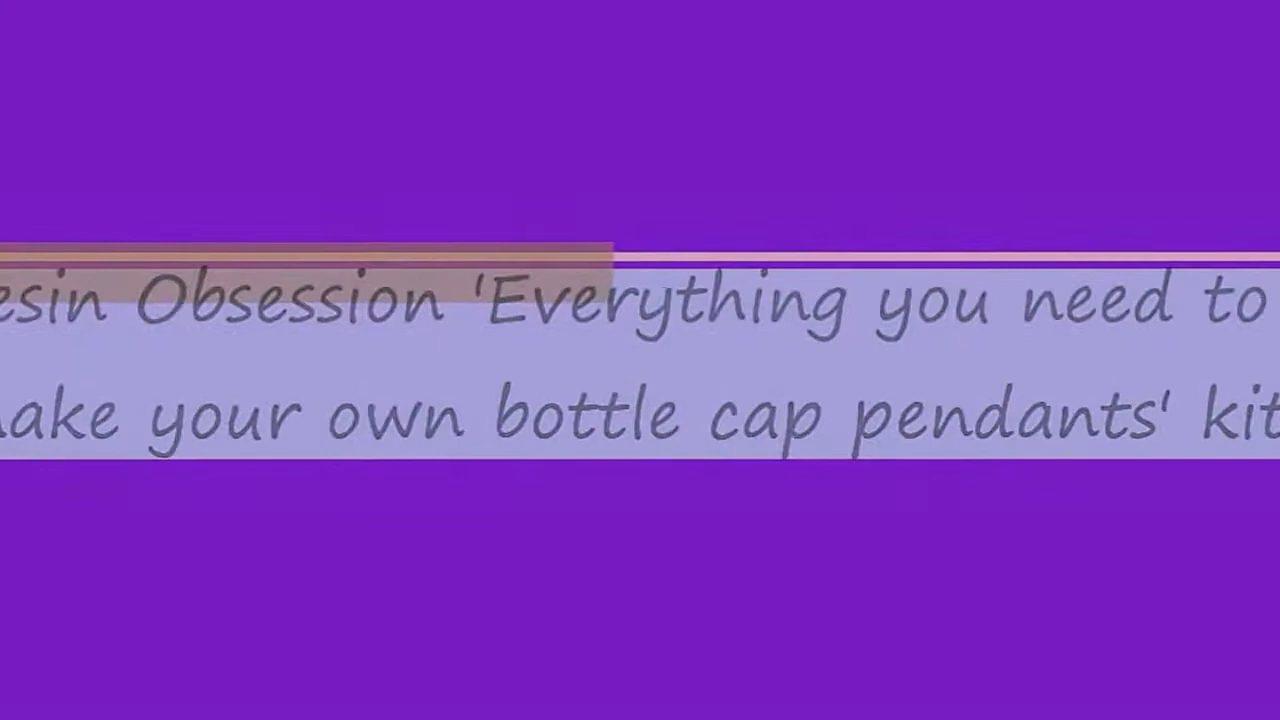 esin Obsession 'Everything you need to
ake your own bottle cap pendants' kit